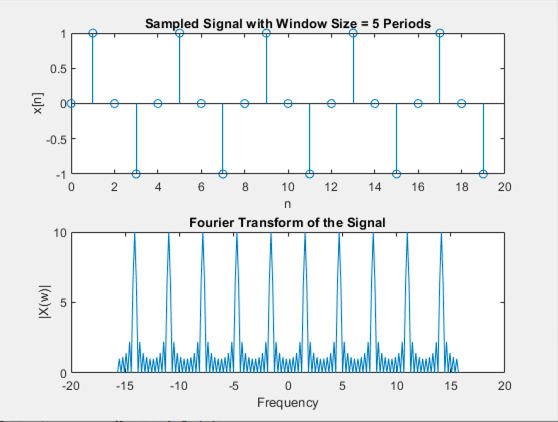 Sampled Signal with Window Size = 5 Periods
1
0.5
0
-0.5
-1
x[n]
0 2 4 6 8 10 12 14 16 18 20
n
Fourier Transform of the Signal
10
5
0
|X(w)|
-20 -15 -10 -5 0 5 10 15 20
Frequency